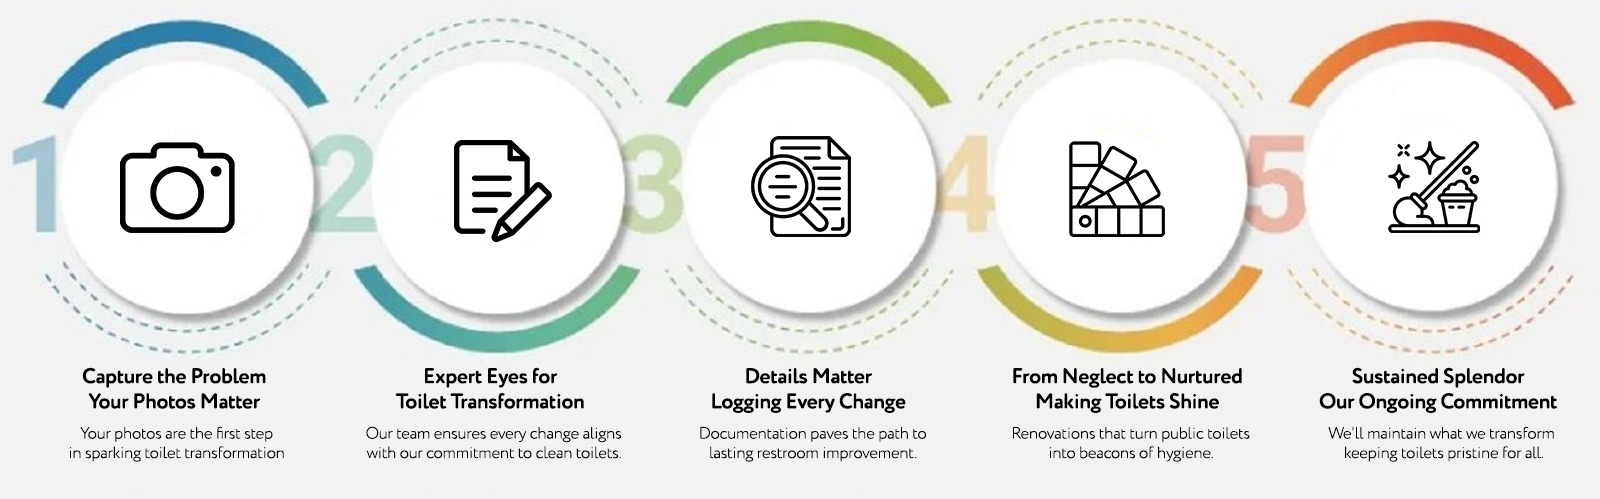 1
2
3
4
5
Capture the Problem
Your Photos Matter
Your photos are the first step
in sparking toilet transformation
Expert Eyes for
Toilet Transformation
Our team ensures every change aligns
with our commitment to clean toilets.
Details Matter
Logging Every Change
Documentation paves the path to
lasting restroom improvement.
From Neglect to Nurtured
Making Toilets Shine
Renovations that turn public toilets
into beacons of hygiene.
Sustained Splendor
Our Ongoing Commitment
We'll maintain what we transform
keeping toilets pristine for all.